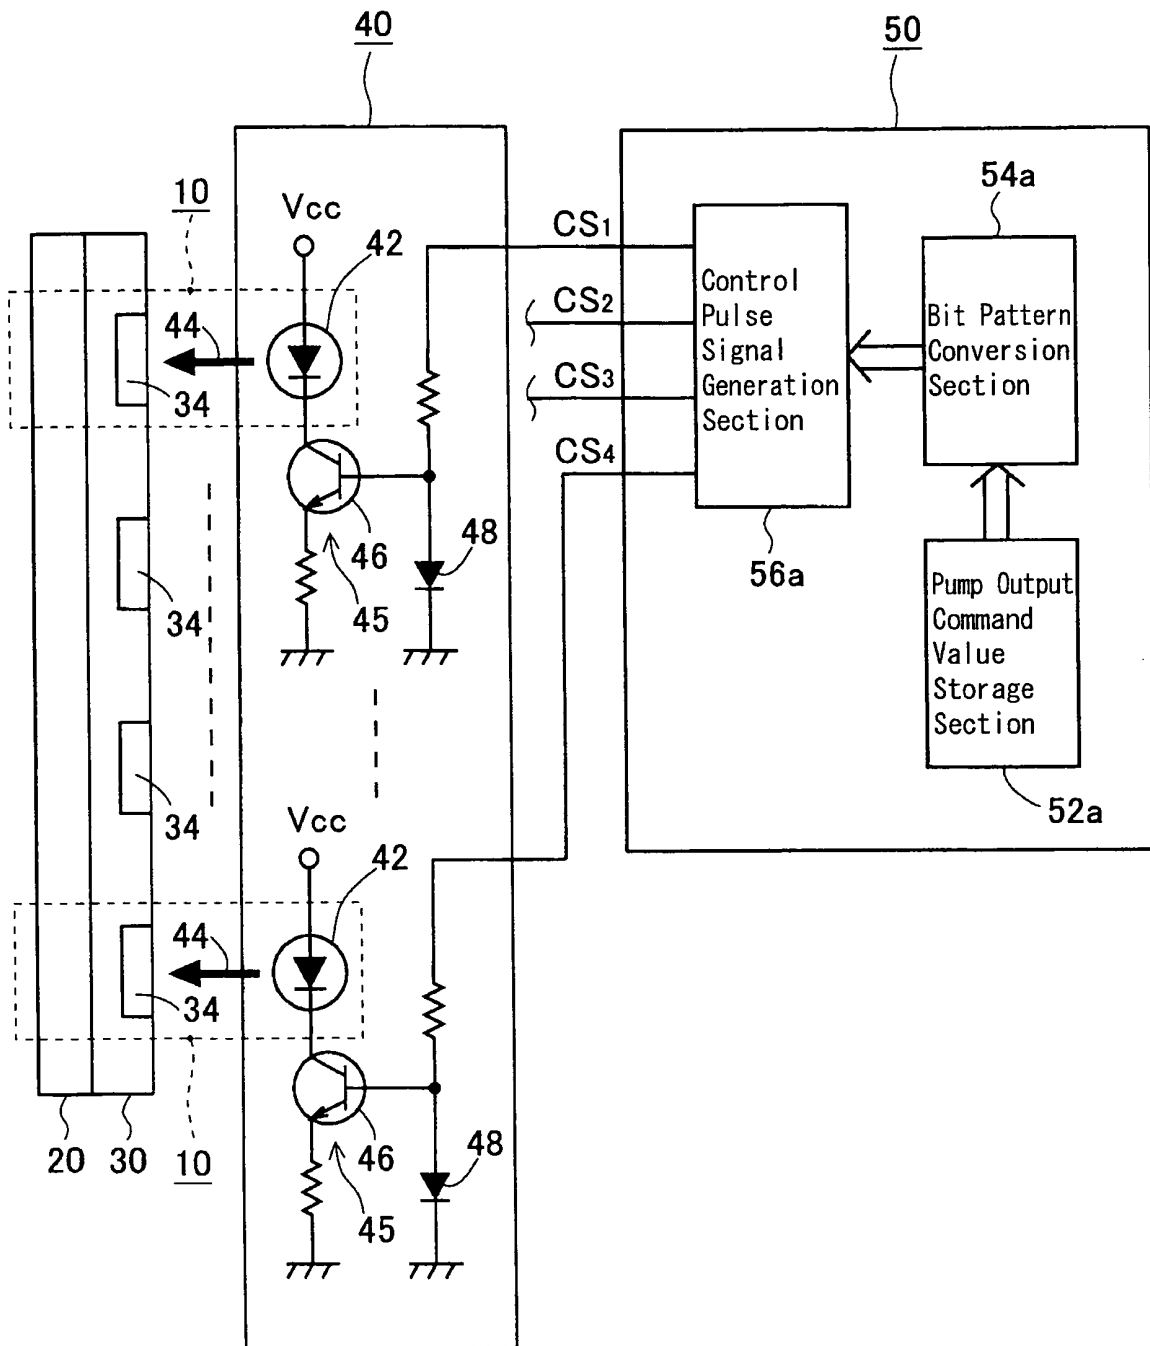 40
50
10
Vcc
42
CS1
54a
44
34
CS2
CS3
CS4
Control
Pulse
Signal
Generation
Section
Bit Pattern
Conversion
Section
34
46
45
48
56a
Pump Output
Command
Value
Storage
Section
34
52a
Vcc
42
44
34
20
30
10
46
45
48